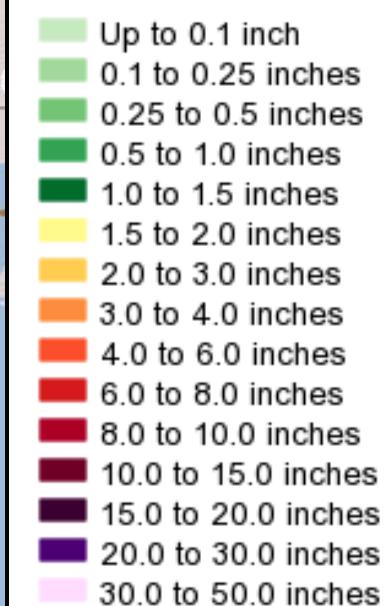 Up to 0.1 inch
0.1 to 0.25 inches
0.25 to 0.5 inches
0.5 to 1.0 inches
1.0 to 1.5 inches
1.5 to 2.0 inches
2.0 to 3.0 inches
3.0 to 4.0 inches
4.0 to 6.0 inches
6.0 to 8.0 inches
8.0 to 10.0 inches
10.0 to 15.0 inches
15.0 to 20.0 inches
20.0 to 30.0 inches
30.0 to 50.0 inches